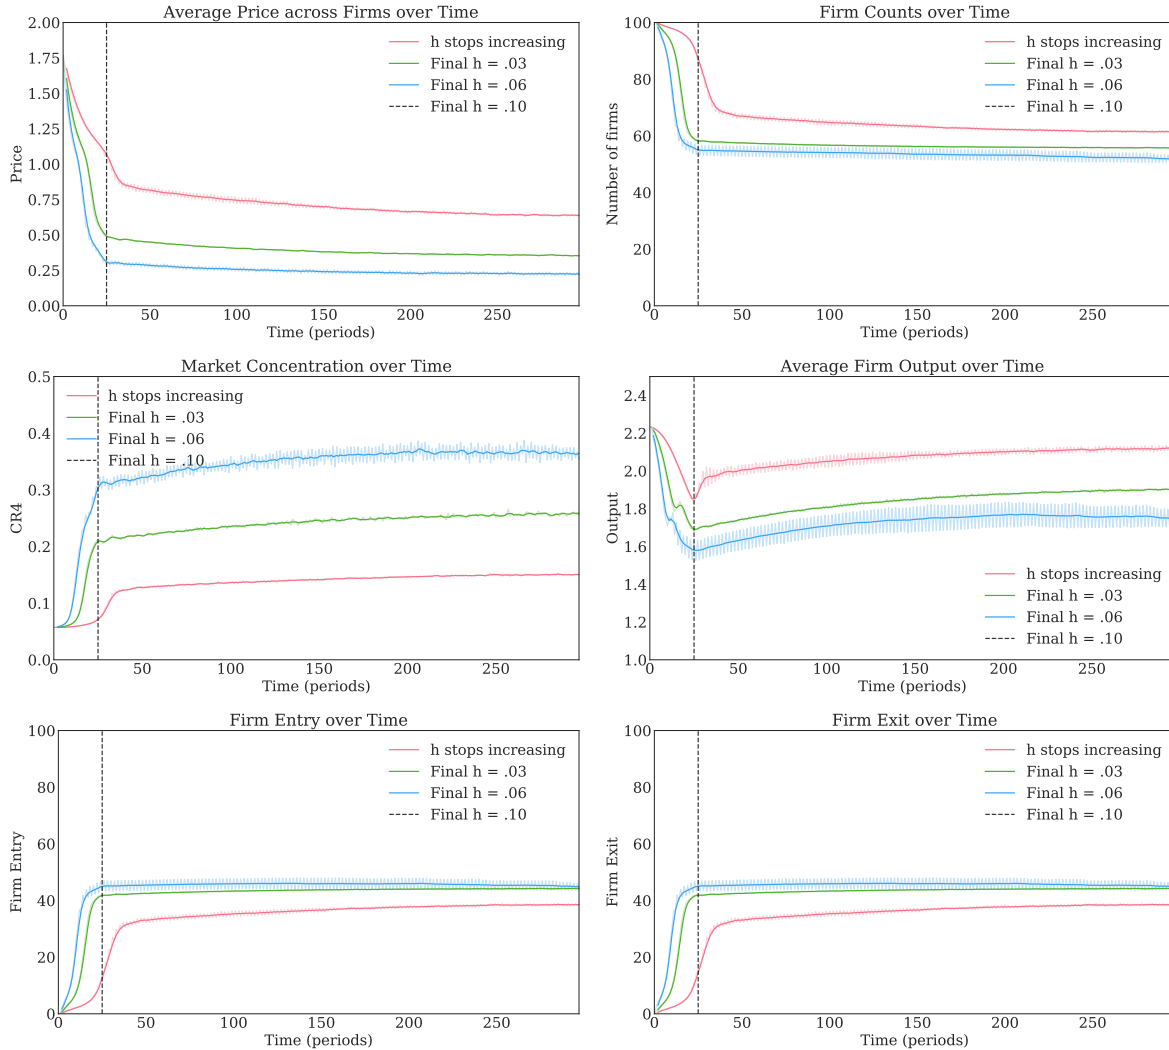 Average Price across Firms over Time
2.00
1.75
1.50
1.25
1.00
0.75
0.50
0.25
0.00
Price
h stops increasing
Final h = .03
Final h = .06
Final h = .10
0 50 100 150 200 250
Time (periods)
Firm Counts over Time
100
80
60
40
20
0
Number of firms
h stops increasing
Final h = .03
Final h = .06
Final h = .10
0 50 100 150 200 250
Time (periods)
Market Concentration over Time
0.5
0.4
0.3
0.2
0.1
0.0
CR4
h stops increasing
Final h = .03
Final h = .06
Final h = .10
0 50 100 150 200 250
Time (periods)
Average Firm Output over Time
2.4
2.2
2.0
1.8
1.6
1.4
1.2
1.0
Output
h stops increasing
Final h = .03
Final h = .06
Final h = .10
0 50 100 150 200 250
Time (periods)
Firm Entry over Time
100
80
60
40
20
0
Firm Entry
h stops increasing
Final h = .03
Final h = .06
Final h = .10
0 50 100 150 200 250
Time (periods)
Firm Exit over Time
100
80
60
40
20
0
Firm Exit
h stops increasing
Final h = .03
Final h = .06
Final h = .10
0 50 100 150 200 250
Time (periods)